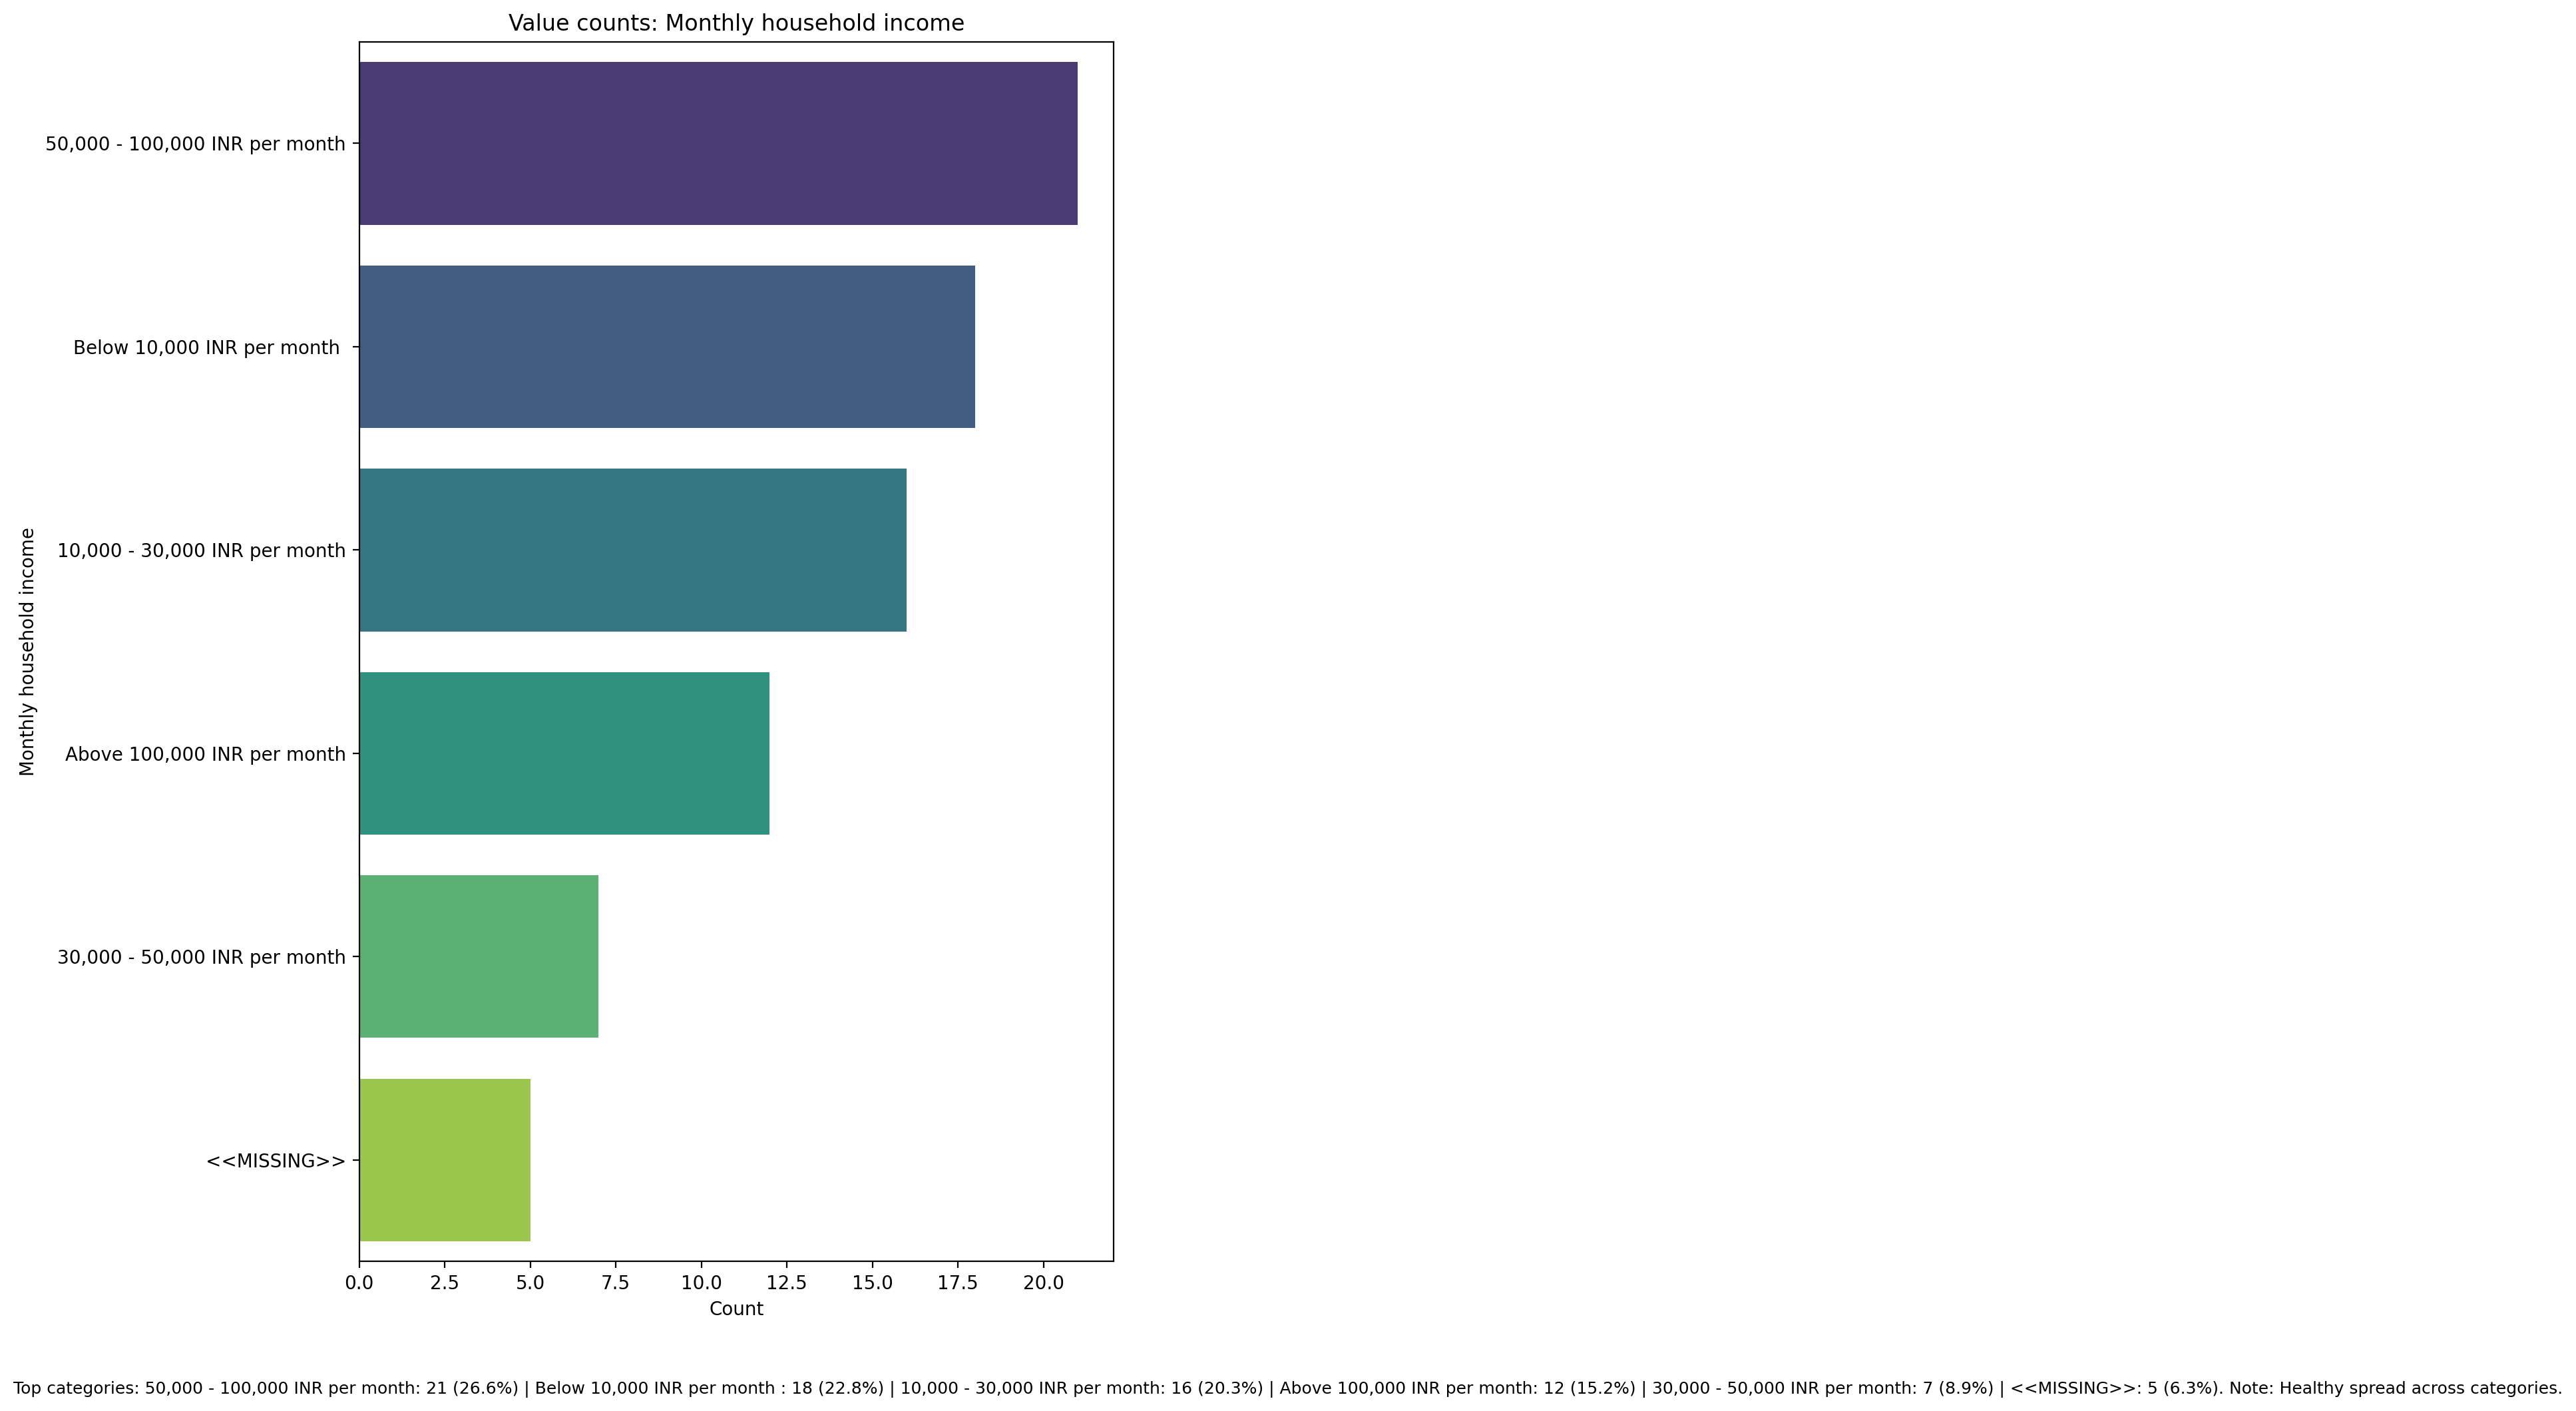 Value counts: Monthly household income
50,000 - 100,000 INR per month
Below 10,000 INR per month
10,000 - 30,000 INR per month
Above 100,000 INR per month
30,000 - 50,000 INR per month
<<MISSING>>
Monthly household income
0.0 2.5 5.0 7.5 10.0 12.5 15.0 17.5 20.0
Count
Top categories: 50,000 - 100,000 INR per month: 21 (26.6%) | Below 10,000 INR per month : 18 (22.8%) | 10,000 - 30,000 INR per month: 16 (20.3%) | Above 100,000 INR per month: 12 (15.2%) | 30,000 - 50,000 INR per month: 7 (8.9%) | <<MISSING>>: 5 (6.3%). Note: Healthy spread across categories.